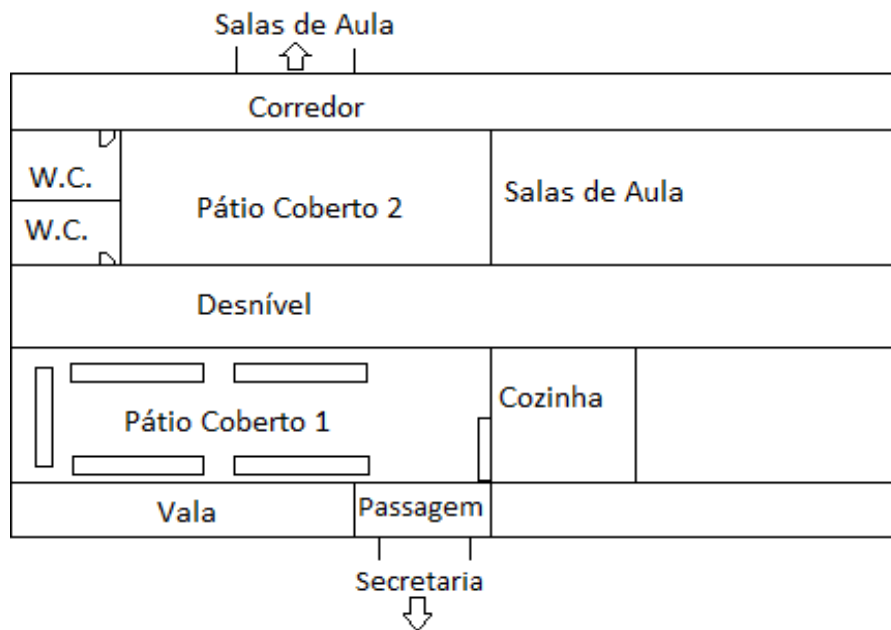 Salas de Aula
Corredor
W.C.
Pátio Coberto 2
Salas de Aula
W.C.
Desnível
Cozinha
Pátio Coberto 1
Vala
Passagem
Secretaria